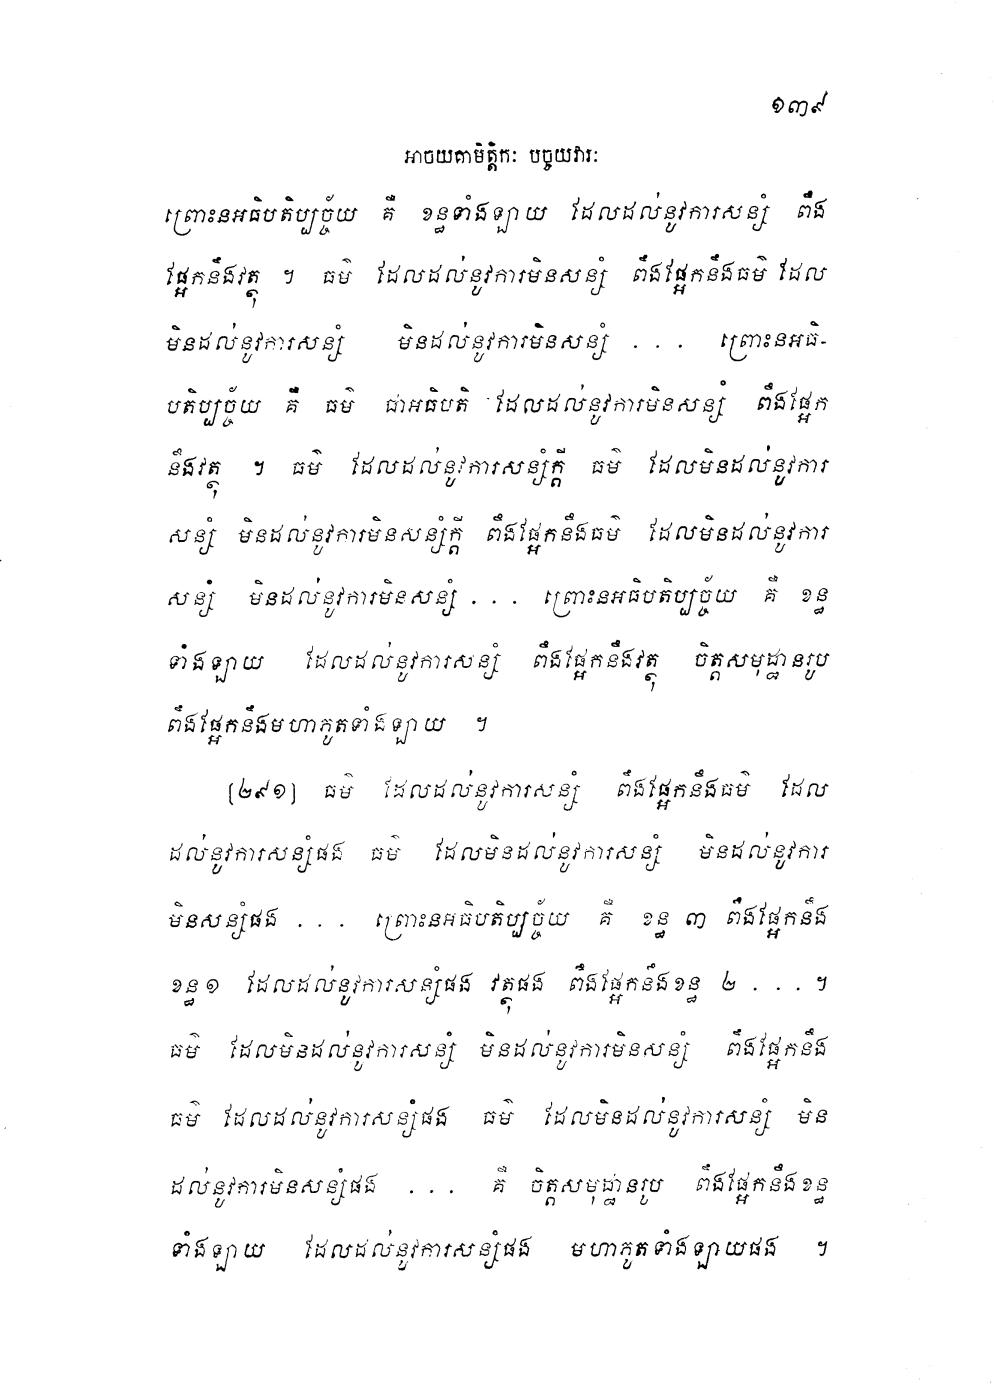 ១៣៩
អាចយគាមិត្តិកៈ បច្ចយវារៈ
ព្រោះនអធិបតិប្បច្ច័យ គឺ ខន្ធទាំងឡាយ ដែលដល់នូវការសន្សំ ពឹង
ផ្អែកនឹងវត្ថុ ។ ធម៌ ដែលដល់នូវការមិនសន្សំ ពឹងផ្អែកនឹងធម៌ ដែល
មិនដល់នូវការសន្សំ មិនដល់នូវការមិនសន្សំ . . . ព្រោះនអធិ-
បតិប្បច្ច័យ គឺ ធម៌ ជាអធិបតិ ដែលដល់នូវការមិនសន្សំ ពឹងផ្អែក
នឹងវត្ថុ ។ ធម៌ ដែលដល់នូវការសន្សំក្តី ធម៌ ដែលមិនដល់នូវការ
សន្សំ មិនដល់នូវការមិនសន្សំក្តី ពឹងផ្អែកនឹងធម៌ ដែលមិនដល់នូវការ
សន្សំ មិនដល់នូវការមិនសន្សំ . . . ព្រោះនអធិបតិប្បច្ច័យ គឺ ខន្ធ
ទាំងឡាយ ដែលដល់នូវការសន្សំ ពឹងផ្អែកនឹងវត្ថុ ចិត្តសមុដ្ឋានរូប
ពឹងផ្អែកនឹងមហាភូតទាំងឡាយ ។
[២៩១] ធម៌ ដែលដល់នូវការសន្សំ ពឹងផ្អែកនឹងធម៌ ដែល
ដល់នូវការសន្សំផង ធម៌ ដែលមិនដល់នូវការសន្សំ មិនដល់នូវការ
មិនសន្សំផង . . . ព្រោះនអធិបតិប្បច្ច័យ គឺ ខន្ធ ៣ ពឹងផ្អែកនឹង
ខន្ធ១ ដែលដល់នូវការសន្សំផង វត្ថុផង ពឹងផ្អែកនឹងខន្ធ ២ . . . ។
ធម៌ ដែលមិនដល់នូវការសន្សំ មិនដល់នូវការមិនសន្សំ ពឹងផ្អែកនឹង
ធម៌ ដែលដល់នូវការសន្សំផង ធម៌ ដែលមិនដល់នូវការសន្សំ មិន
ដល់នូវការមិនសន្សំផង . . . គឺ ចិត្តសមុដ្ឋានរូប ពឹងផ្អែកនឹងខន្ធ
ទាំងឡាយ ដែលដល់នូវការសន្សំផង មហាភូតទាំងឡាយផង ។